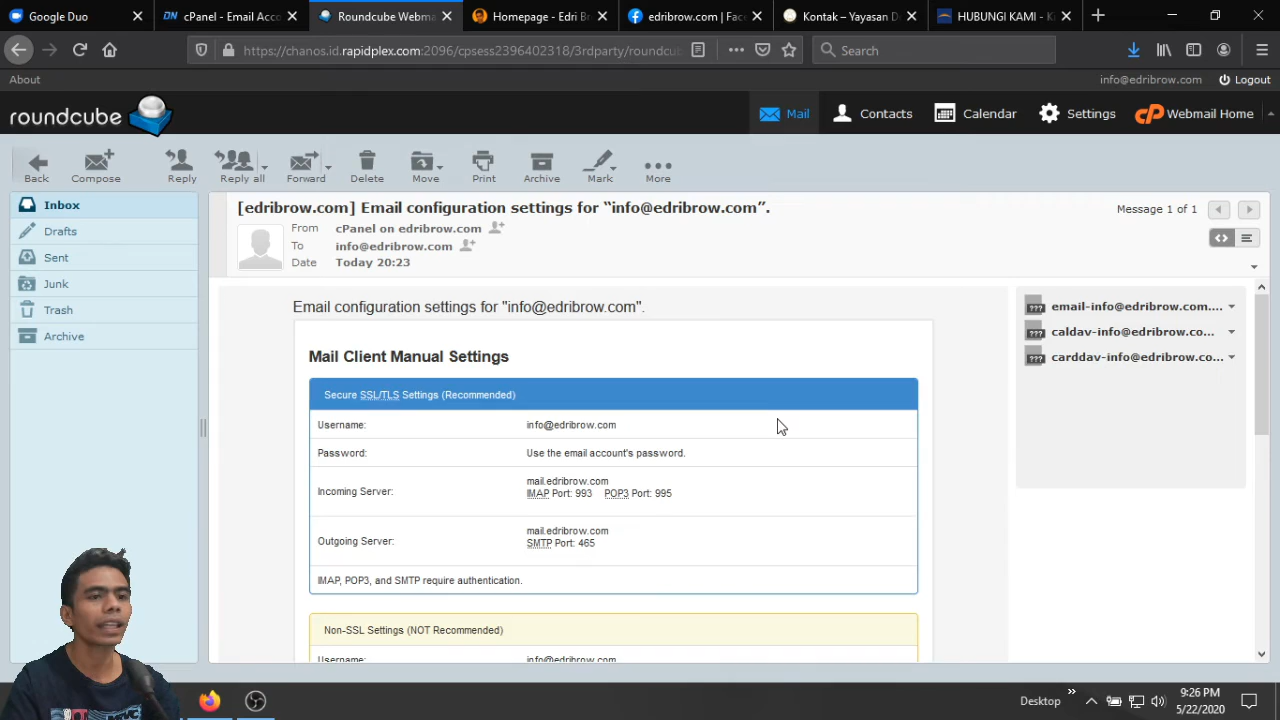 Google Duo
cPanel - Email Acco
Roundcube Webma
Homepage - Edri B
edribrow.com | Fac
Kontak – Yayasan D
HUBUNGI KAMI - K
https://chanos.id.rapidplex.com:2096/cpsess2396402318/3rdparty/roundcu
Search
About
info@edribrow.com
Logout
roundcube
Mail
Contacts
Calendar
Settings
cP Webmail Home
Back
Compose
Reply
Reply all
Forward
Delete
Move
Print
Archive
Mark
More
Inbox
Drafts
Sent
Junk
Trash
Archive
[edribrow.com] Email configuration settings for “info@edribrow.com”.
Message 1 of 1
From cPanel on edribrow.com
To info@edribrow.com
Date Today 20:23
Email configuration settings for "info@edribrow.com".
Mail Client Manual Settings
Secure SSL/TLS Settings (Recommended)
Username: info@edribrow.com
Password: Use the email account's password.
Incoming Server: mail.edribrow.com
IMAP Port: 993 POP3 Port: 995
Outgoing Server: mail.edribrow.com
SMTP Port: 465
IMAP, POP3, and SMTP require authentication.
Non-SSL Settings (NOT Recommended)
Username: info@edribrow.com
??? email-info@edribrow.com....
??? caldav-info@edribrow.co...
??? carddav-info@edribrow.co...
Desktop
9:26 PM
5/22/2020